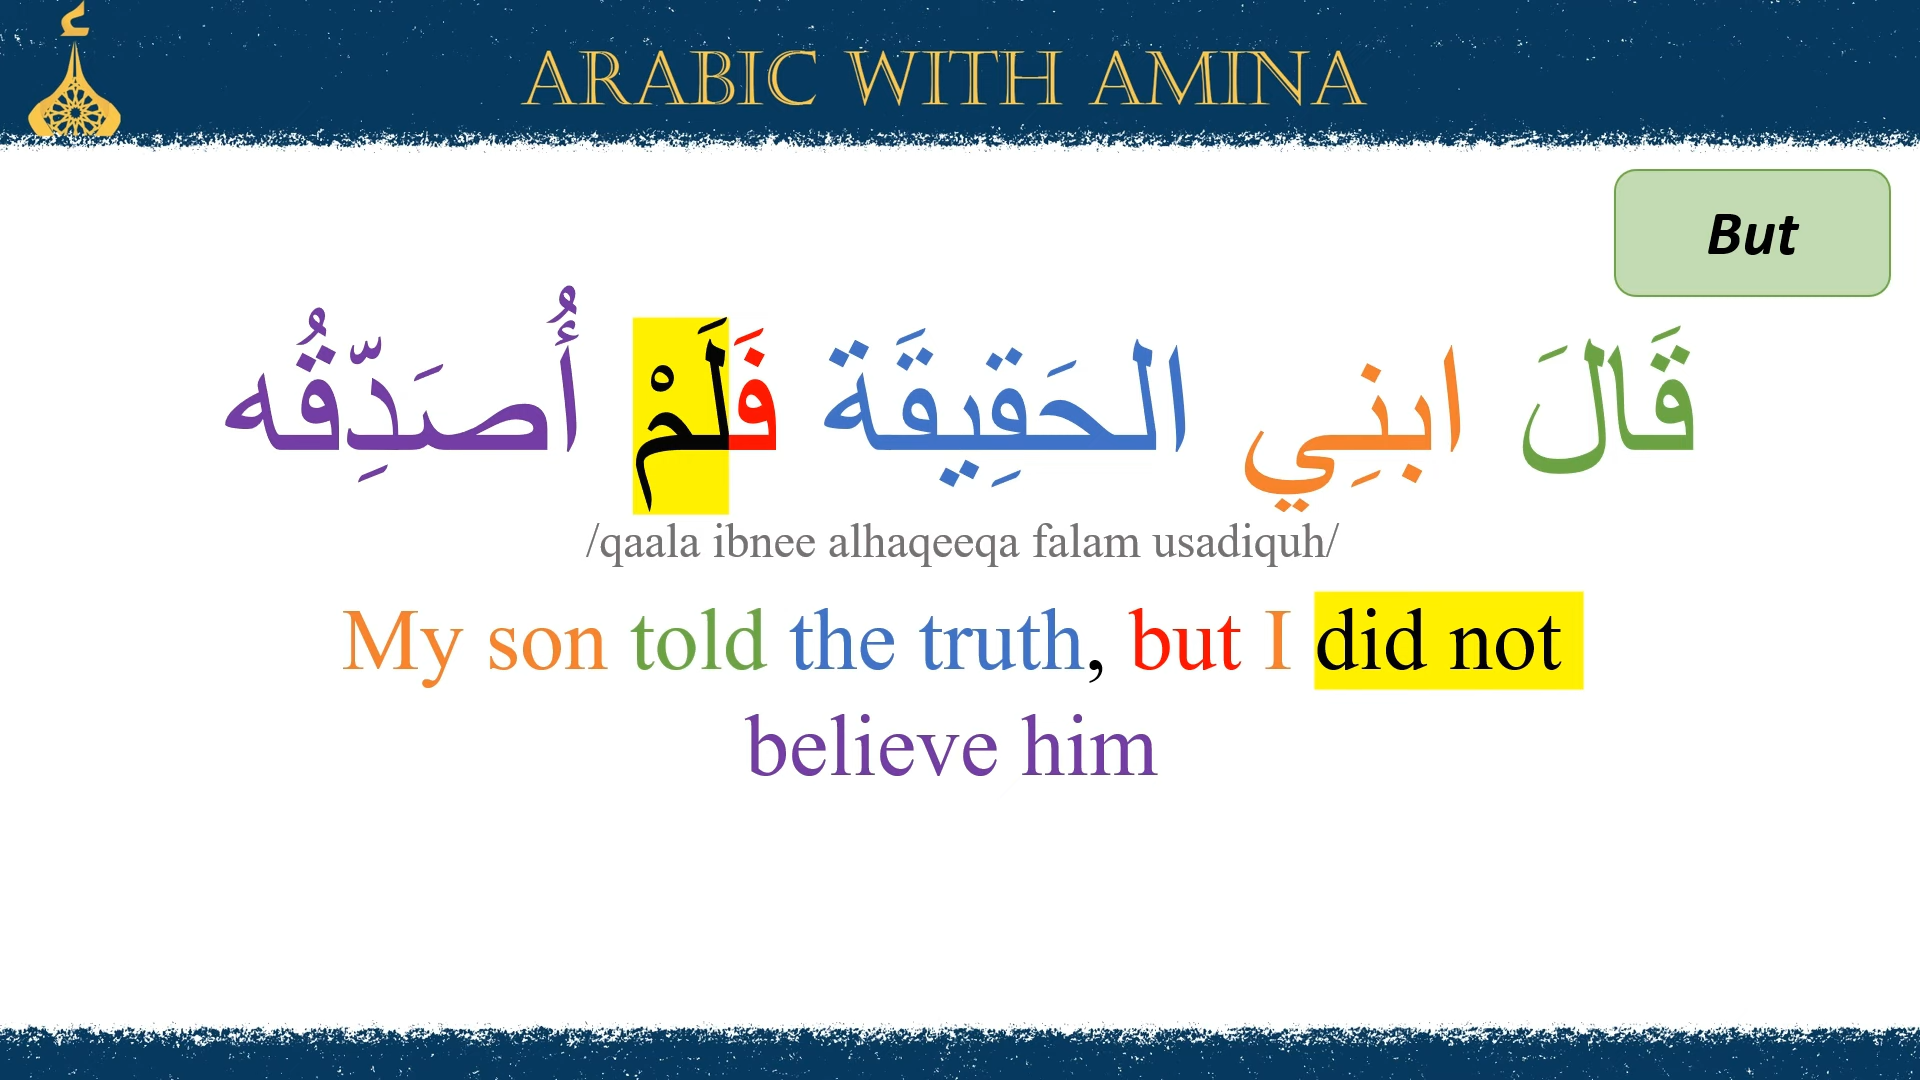 ARABIC WITH AMINA
But
قَالَ ابنِي الحَقِيقَة فَلَمْ أُصَدِّقُه
/qaala ibnee alhaqeeqa falam usadiquh/
My son told the truth, but I did not
believe him